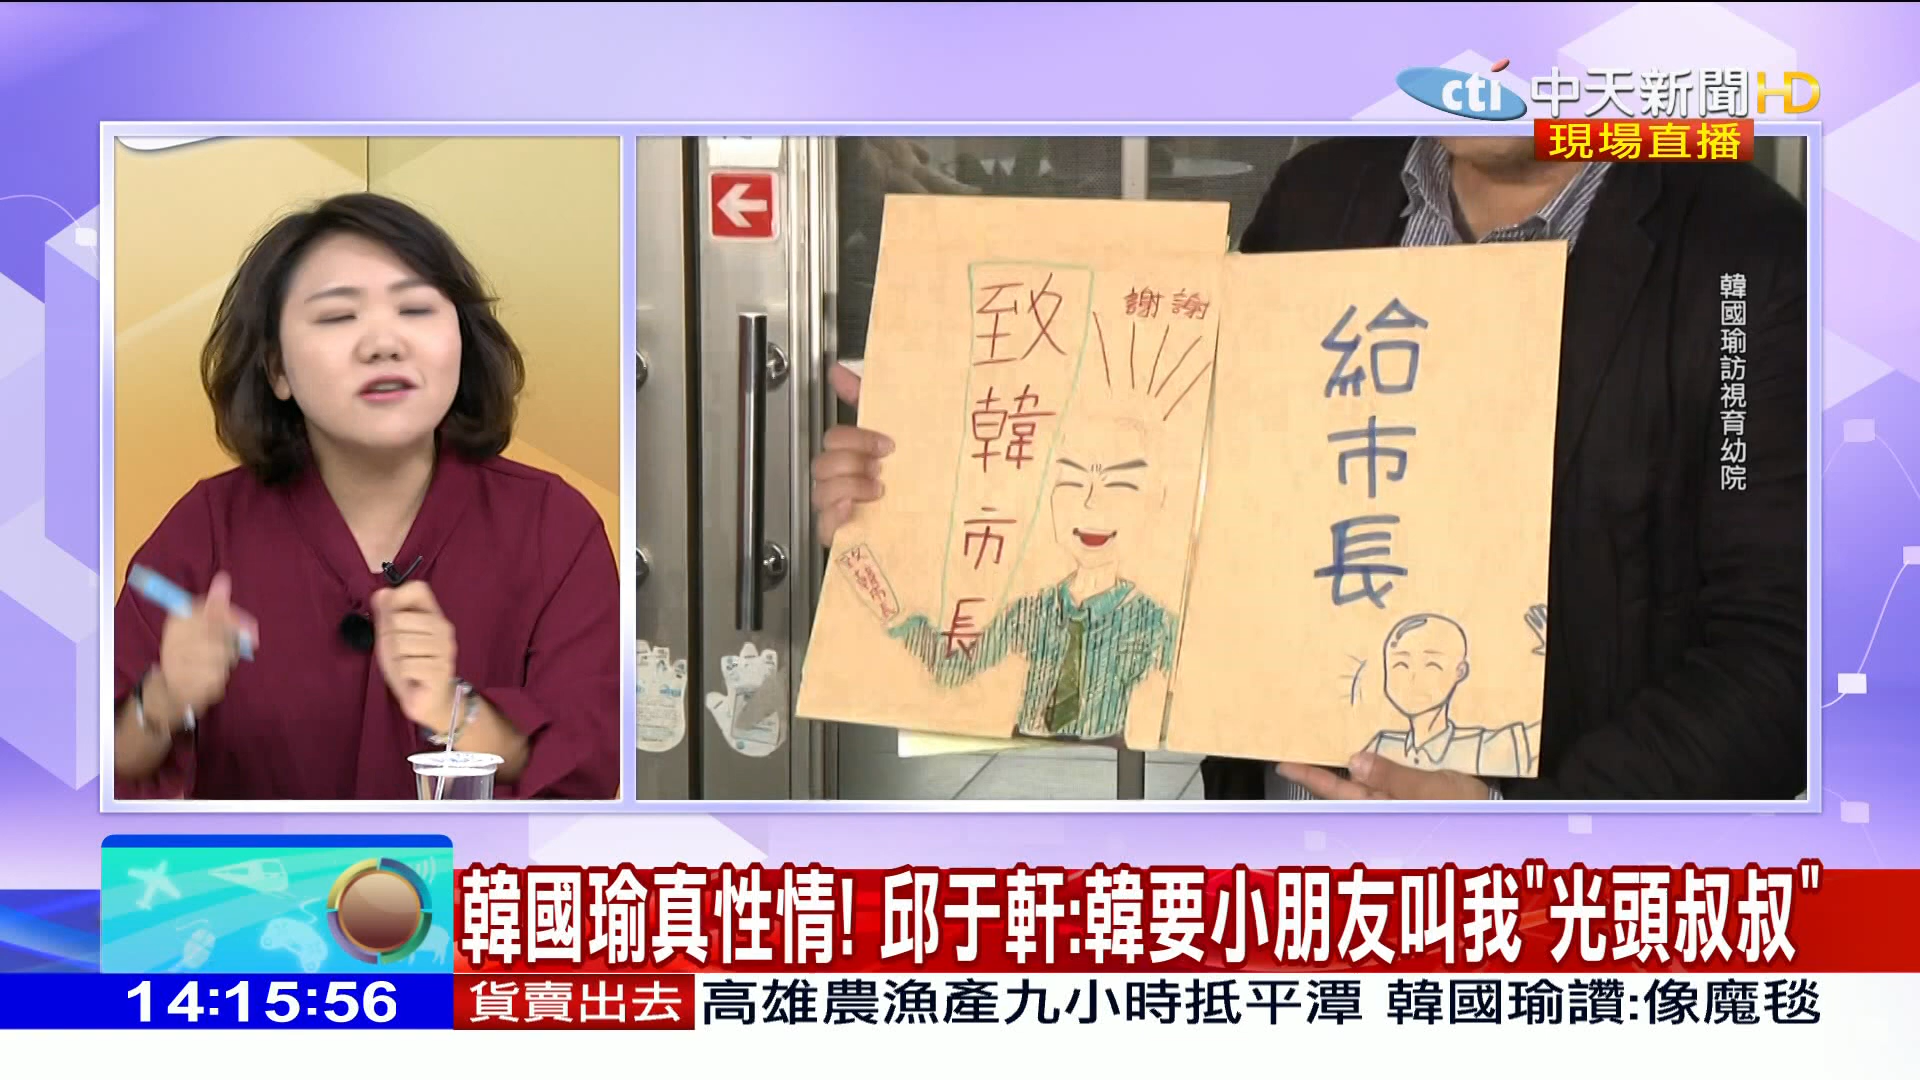 cti 中天新聞HD
現場直播
韓國瑜訪視育幼院
致韓市長
謝謝
給市長
韓國瑜真性情! 邱于軒:韓要小朋友叫我"光頭叔叔"
14:15:56
貨賣出去
高雄農漁產九小時抵平潭 韓國瑜讚:像魔毯